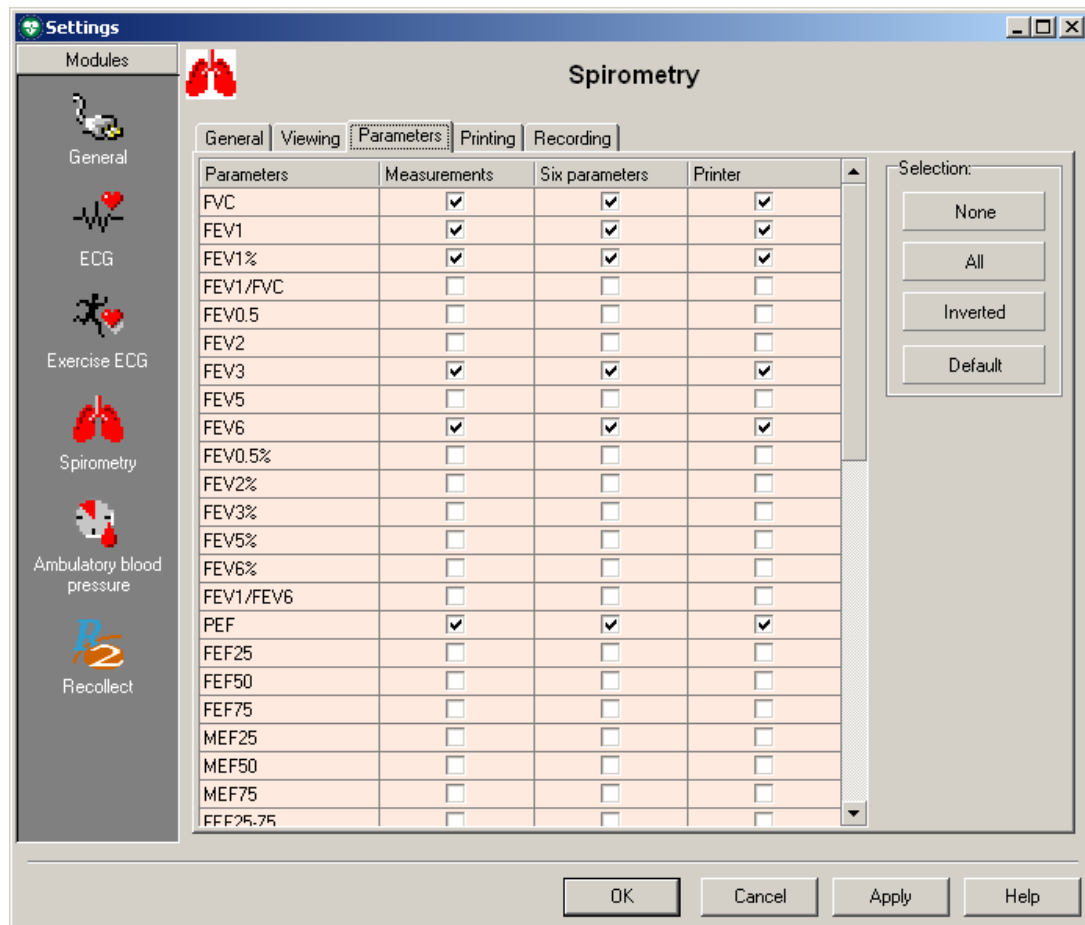 Settings
Modules
General
ECG
Exercise ECG
Spirometry
Ambulatory blood
pressure
Recollect
Spirometry
General Viewing Parameters Printing Recording
Parameters Measurements Six parameters Printer
FVC
FEV1
FEV1%
FEV1/FVC
FEV0.5
FEV2
FEV3
FEV5
FEV6
FEV0.5%
FEV2%
FEV3%
FEV5%
FEV6%
FEV1/FEV6
PEF
FEF25
FEF50
FEF75
MEF25
MEF50
MEF75
FEF25-75
Selection:
None
All
Inverted
Default
OK Cancel Apply Help